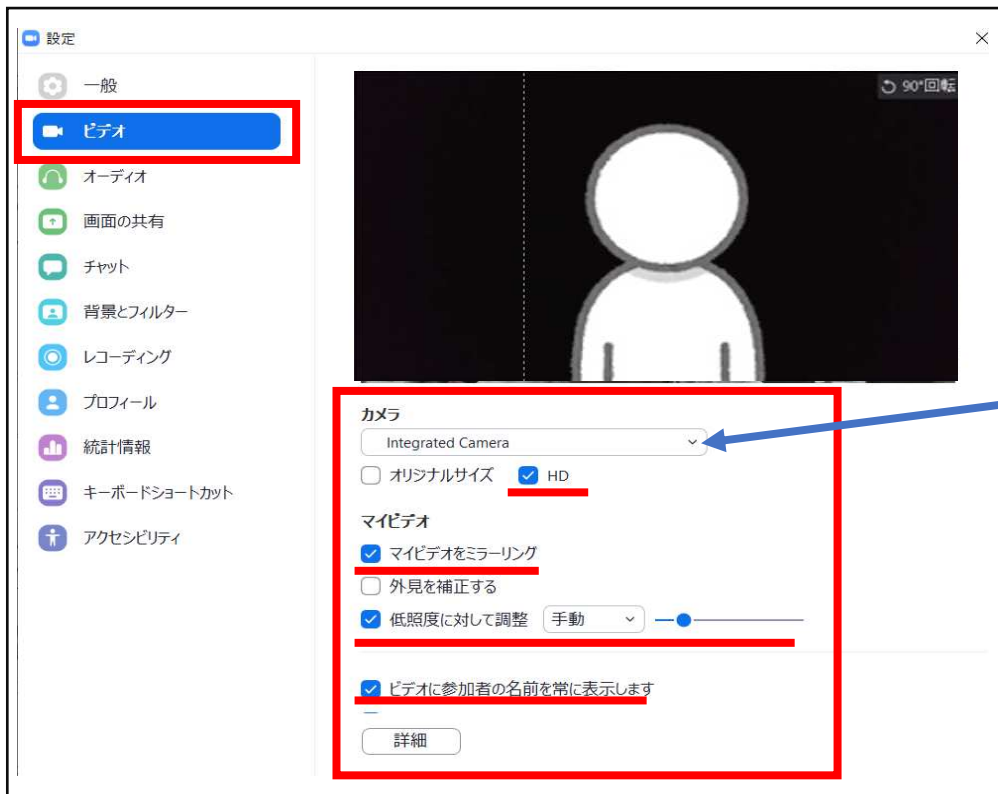 設定
一般
ビデオ
オーディオ
画面の共有
チャット
背景とフィルター
レコーディング
プロフィール
統計情報
キーボードショートカット
アクセシビリティ
90°回転
カメラ
Integrated Camera
オリジナルサイズ HD
マイビデオ
マイビデオをミラーリング
外見を補正する
低照度に対して調整 手動
ビデオに参加者の名前を常に表示します
詳細